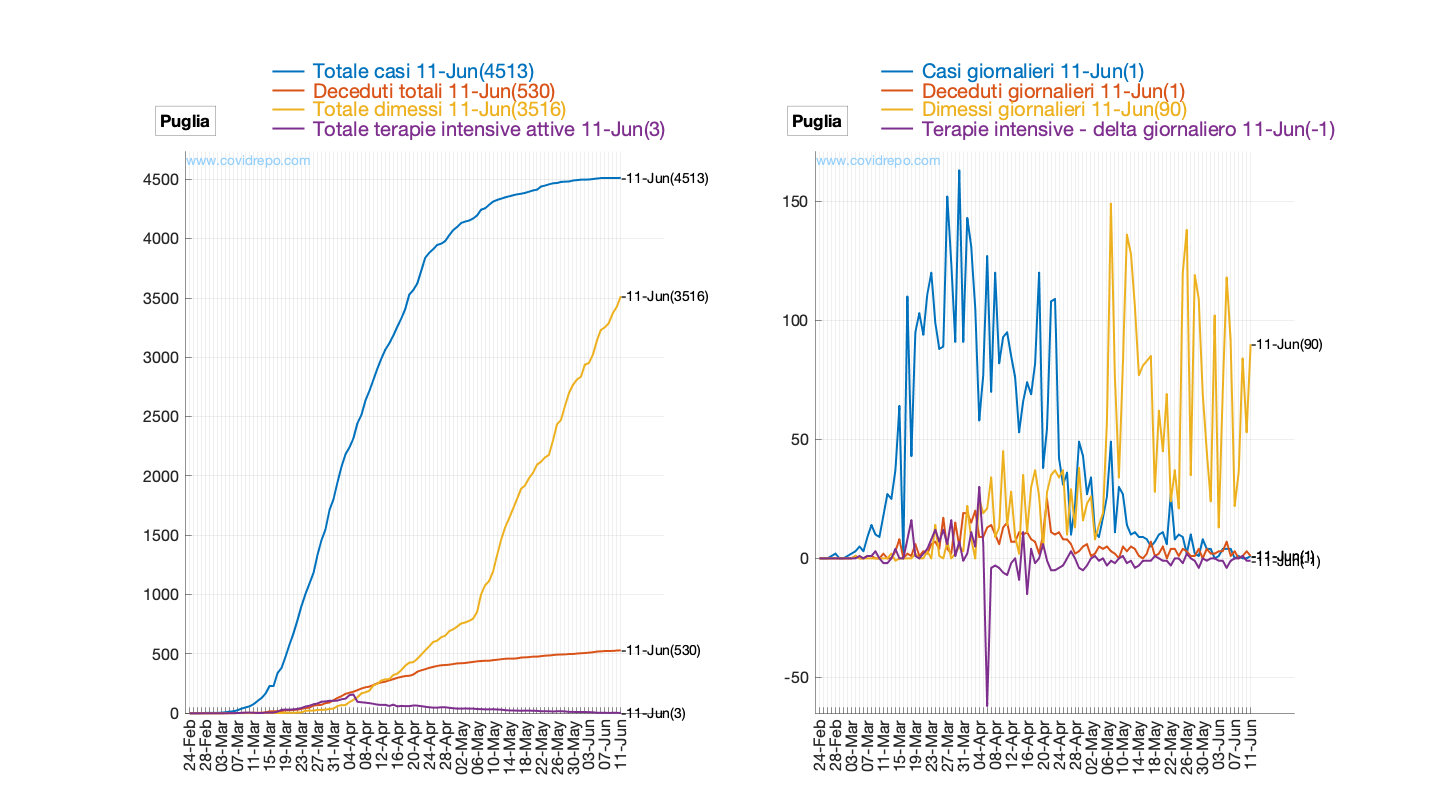 Totale casi 11-Jun(4513)
Deceduti totali 11-Jun(530)
Totale dimessi 11-Jun(3516)
Totale terapie intensive attive 11-Jun(3)
Puglia
www.covidrepo.com
4500
4000
3500
3000
2500
2000
1500
1000
500
0
-11-Jun(4513)
-11-Jun(3516)
-11-Jun(530)
-11-Jun(3)
24-Feb
28-Feb
03-Mar
07-Mar
11-Mar
15-Mar
19-Mar
23-Mar
27-Mar
31-Mar
04-Apr
08-Apr
12-Apr
16-Apr
20-Apr
24-Apr
28-Apr
02-May
06-May
10-May
14-May
18-May
22-May
26-May
30-May
03-Jun
07-Jun
11-Jun
Casi giornalieri 11-Jun(1)
Deceduti giornalieri 11-Jun(1)
Dimessi giornalieri 11-Jun(90)
Terapie intensive - delta giornaliero 11-Jun(-1)
Puglia
www.covidrepo.com
150
100
50
0
-50
-11-Jun(90)
-11-Jun(1)
-11-Jun(-1)
24-Feb
28-Feb
03-Mar
07-Mar
11-Mar
15-Mar
19-Mar
23-Mar
27-Mar
31-Mar
04-Apr
08-Apr
12-Apr
16-Apr
20-Apr
24-Apr
28-Apr
02-May
06-May
10-May
14-May
18-May
22-May
26-May
30-May
03-Jun
07-Jun
11-Jun